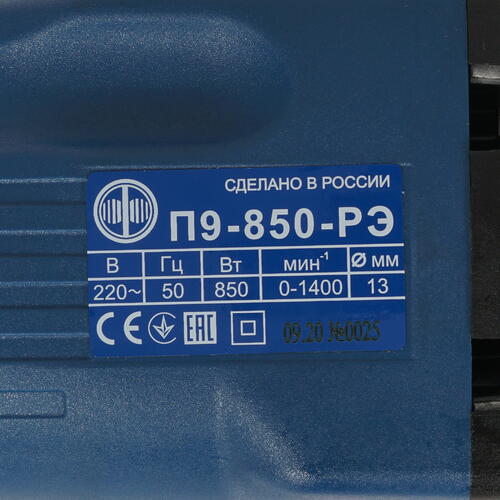 СДЕЛАНО В РОССИИ
П9-850-РЭ
В Гц Вт мин⁻¹ Ø мм
220~ 50 850 0-1400 13
CE EAC 09.20 №0025